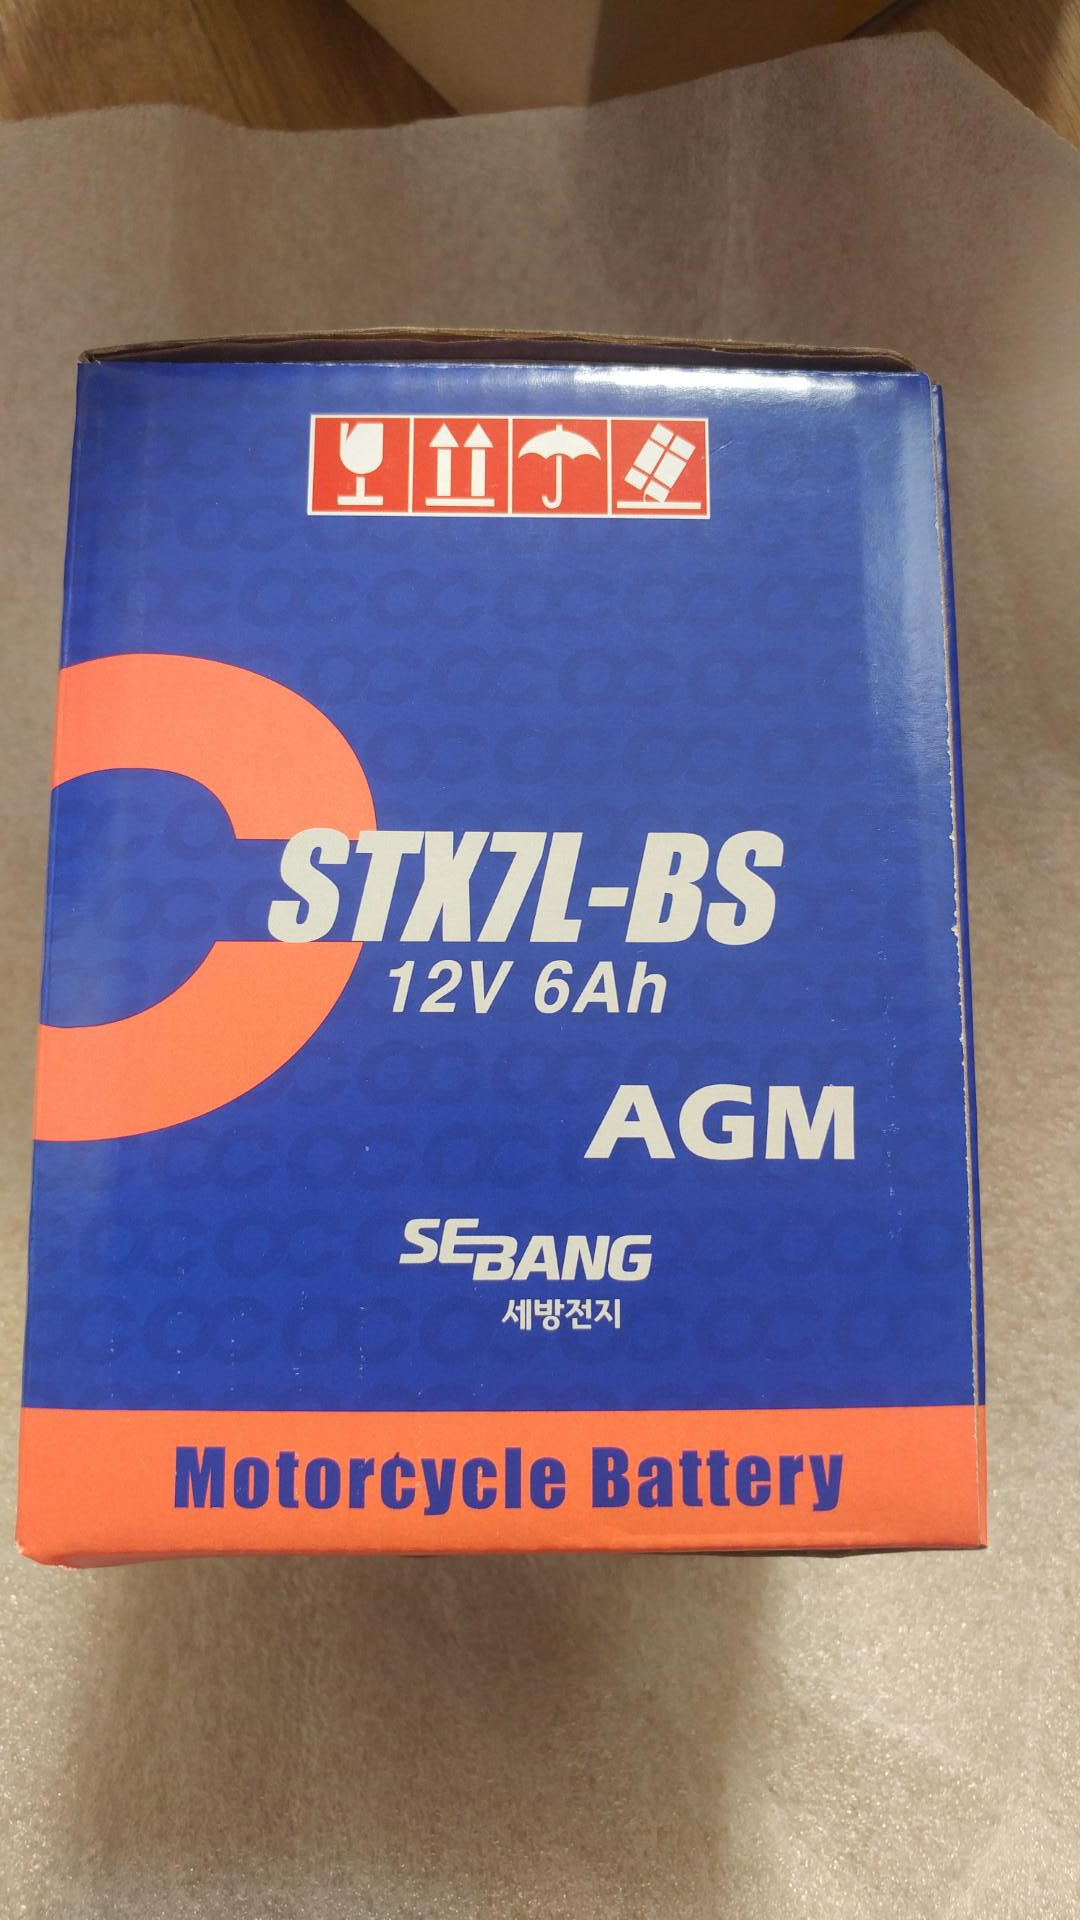 STX7L-BS
12V 6Ah
AGM
SEBANG
세방전지
Motorcycle Battery